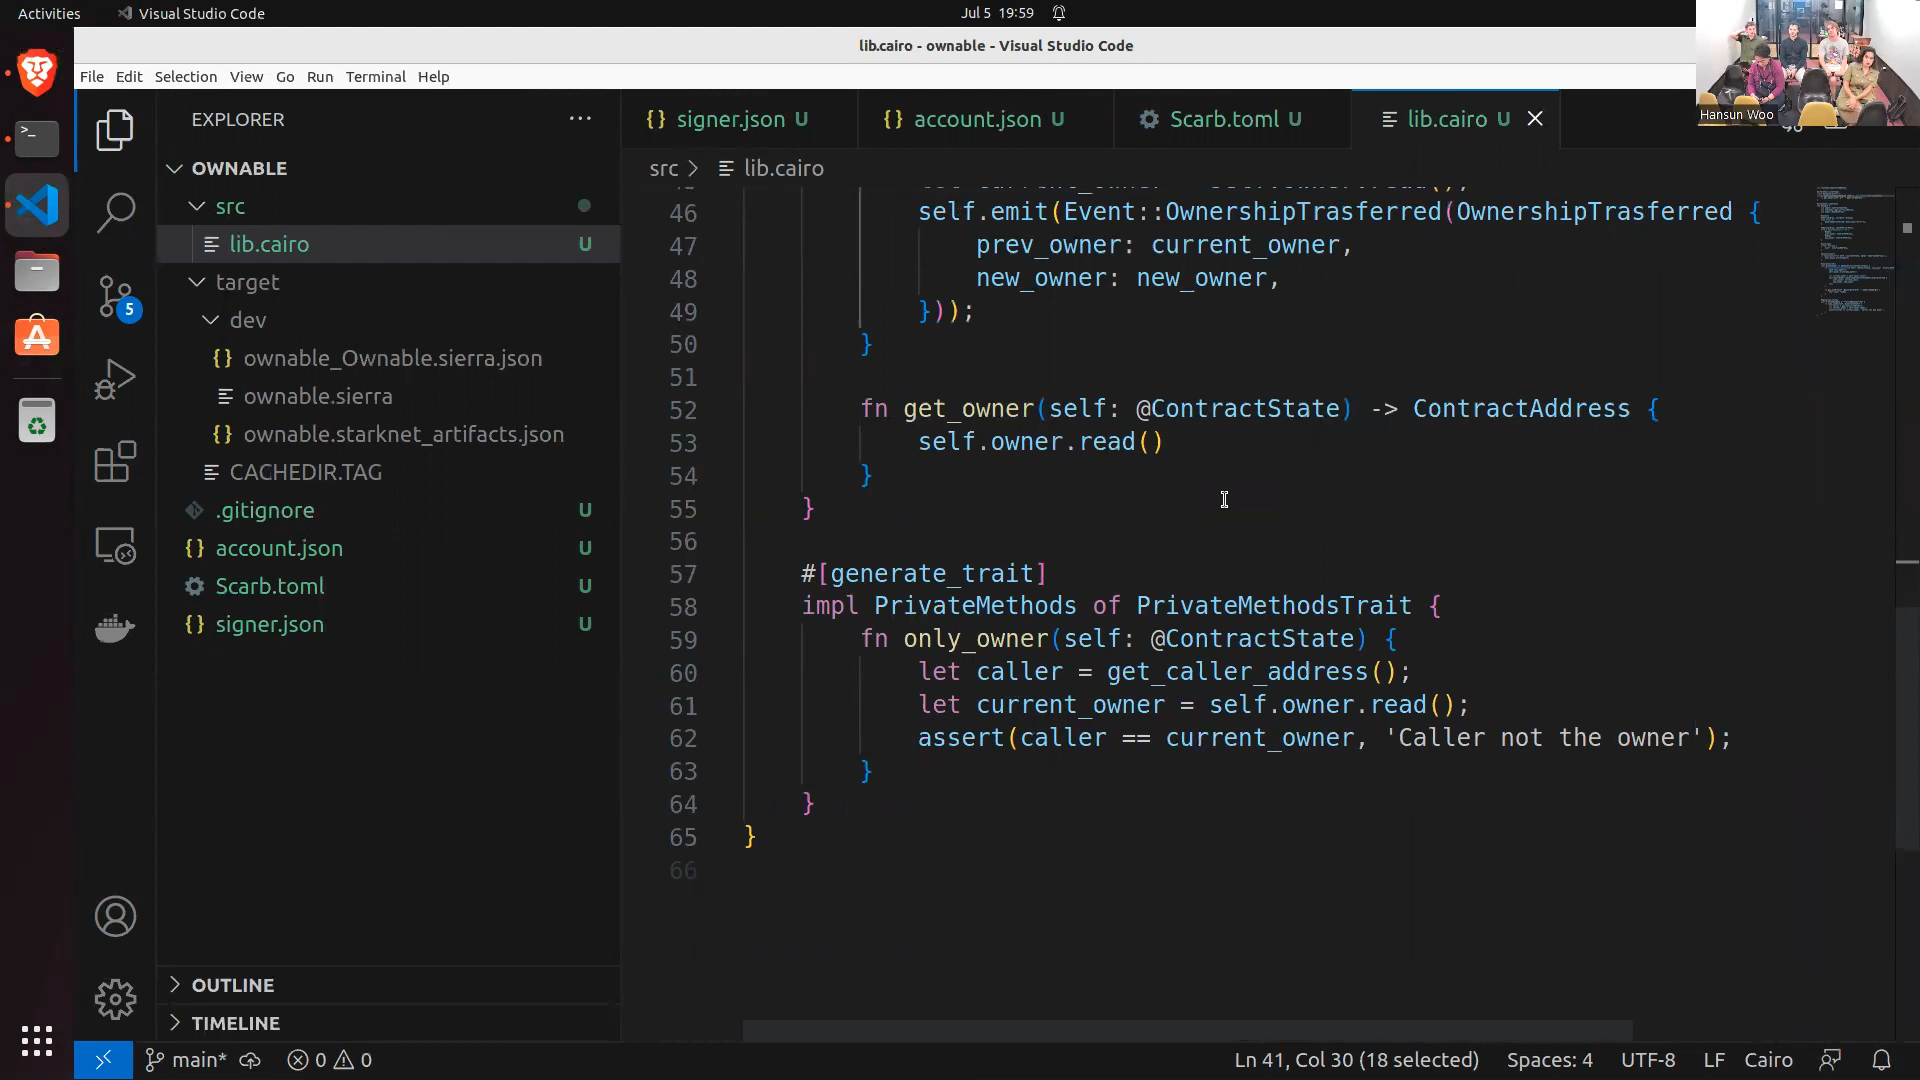 Activities Visual Studio Code Jul 5 19:59
lib.cairo - ownable - Visual Studio Code
File Edit Selection View Go Run Terminal Help
Hansun Woo
EXPLORER ...
OWNABLE
src
lib.cairo U
target
dev
ownable_Ownable.sierra.json
ownable.sierra
ownable.starknet_artifacts.json
CACHEDIR.TAG
.gitignore U
account.json U
Scarb.toml U
signer.json U
OUTLINE
TIMELINE
5
signer.json U account.json U Scarb.toml U lib.cairo U
src > lib.cairo
46 self.emit(Event::OwnershipTrasferred(OwnershipTrasferred {
47 prev_owner: current_owner,
48 new_owner: new_owner,
49 }));
50 }
51
52 fn get_owner(self: @ContractState) -> ContractAddress {
53 self.owner.read()
54 }
55 }
56
57 #[generate_trait]
58 impl PrivateMethods of PrivateMethodsTrait {
59 fn only_owner(self: @ContractState) {
60 let caller = get_caller_address();
61 let current_owner = self.owner.read();
62 assert(caller == current_owner, 'Caller not the owner');
63 }
64 }
65 }
66
main* 0 0 Ln 41, Col 30 (18 selected) Spaces: 4 UTF-8 LF Cairo